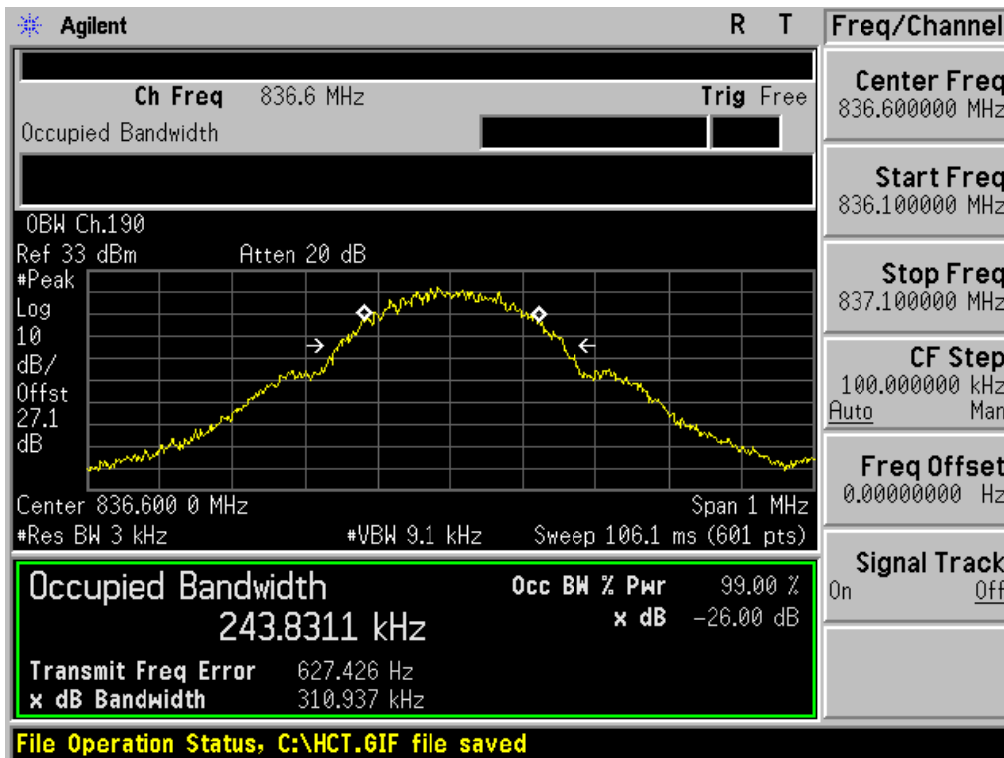 Agilent R T
Ch Freq 836.6 MHz Trig Free
Occupied Bandwidth
OBW Ch.190
Ref 33 dBm Atten 20 dB
#Peak
Log
10
dB/
Offst
27.1
dB
Center 836.600 0 MHz Span 1 MHz
#Res BW 3 kHz #VBW 9.1 kHz Sweep 106.1 ms (601 pts)
Occupied Bandwidth
243.8311 kHz
Occ BW % Pwr 99.00 %
x dB -26.00 dB
Transmit Freq Error 627.426 Hz
x dB Bandwidth 310.937 kHz
File Operation Status, C:\HCT.GIF file saved
Freq/Channel
Center Freq
836.600000 MHz
Start Freq
836.100000 MHz
Stop Freq
837.100000 MHz
CF Step
100.000000 kHz
Auto Man
Freq Offset
0.00000000 Hz
Signal Track
On Off